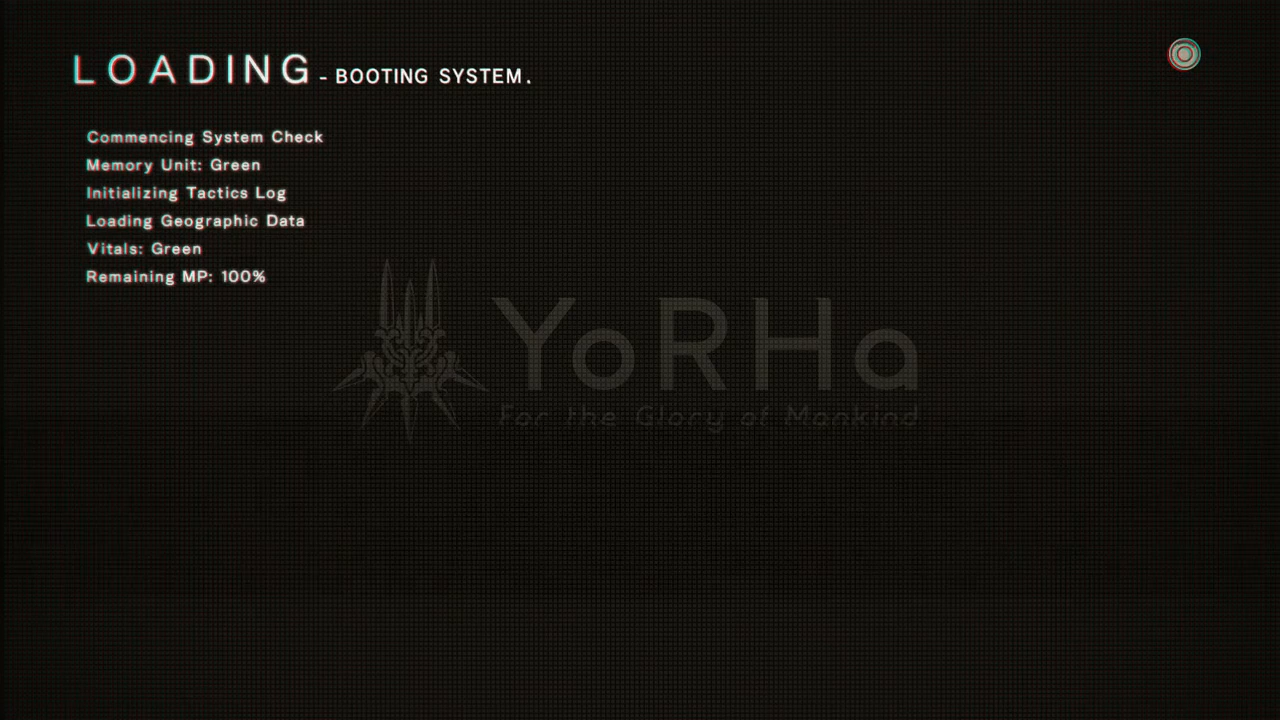 LOADING - BOOTING SYSTEM.
Commencing System Check
Memory Unit: Green
Initializing Tactics Log
Loading Geographic Data
Vitals: Green
Remaining MP: 100%
YoRHa
For the Glory of Mankind